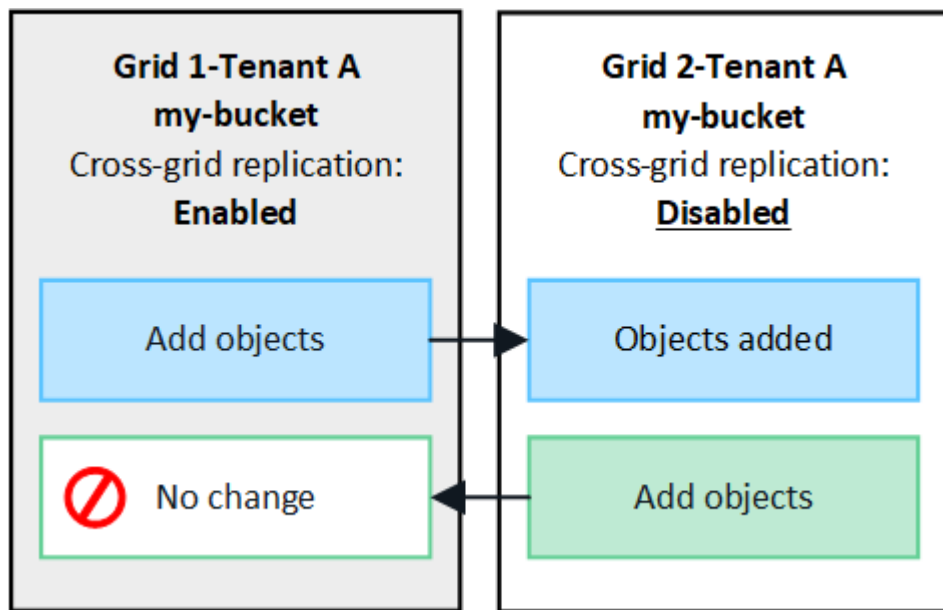 Grid 1-Tenant A
my-bucket
Cross-grid replication:
Enabled
Add objects
No change
Grid 2-Tenant A
my-bucket
Cross-grid replication:
Disabled
Objects added
Add objects